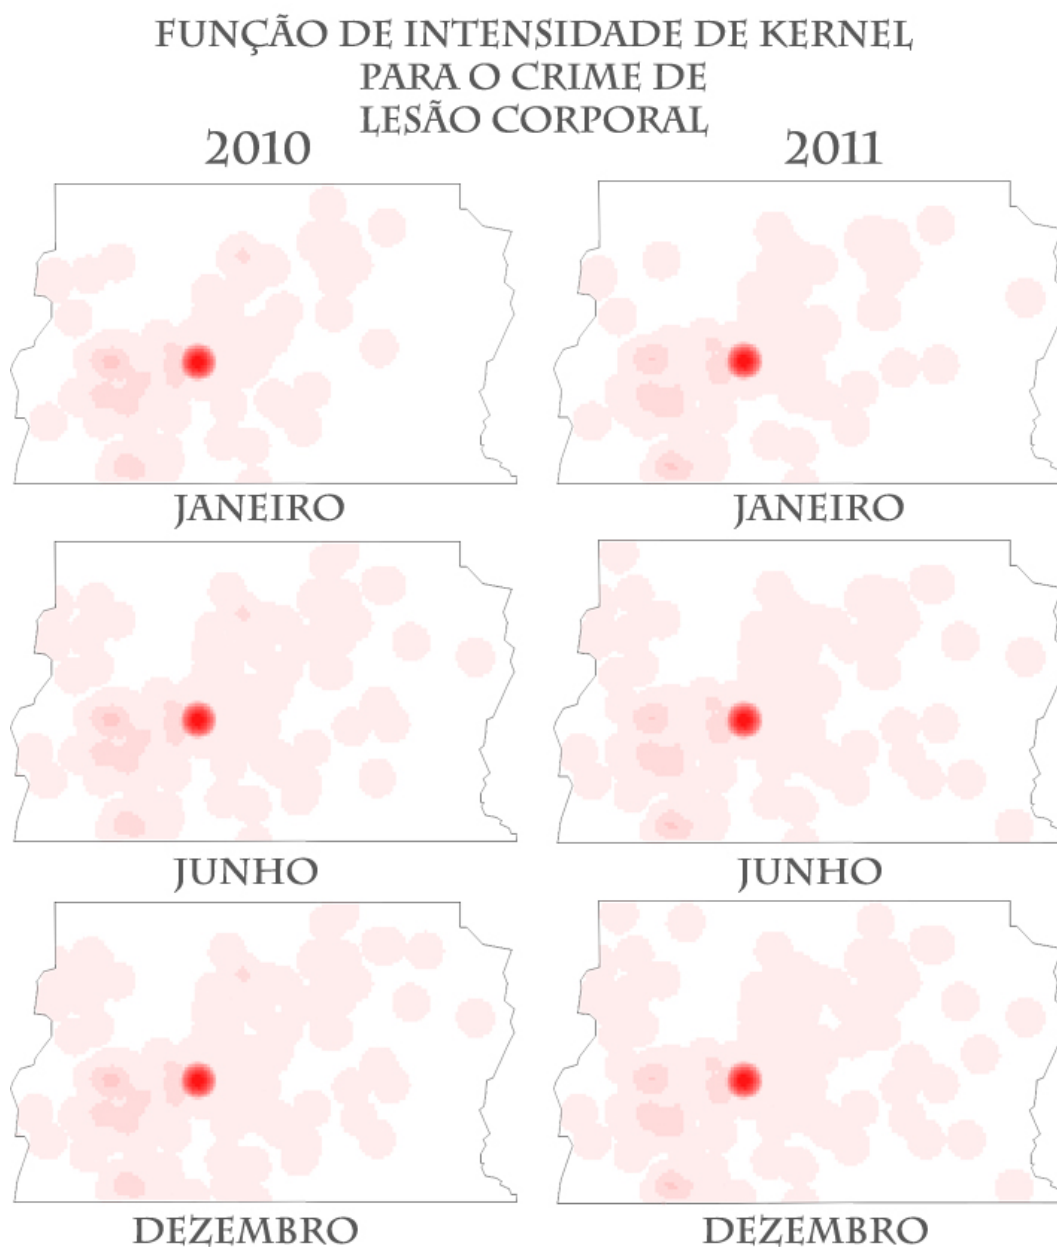 FUNÇÃO DE INTENSIDADE DE KERNEL
PARA O CRIME DE
LESÃO CORPORAL
2010
2011
JANEIRO
JANEIRO
JUNHO
JUNHO
DEZEMBRO
DEZEMBRO